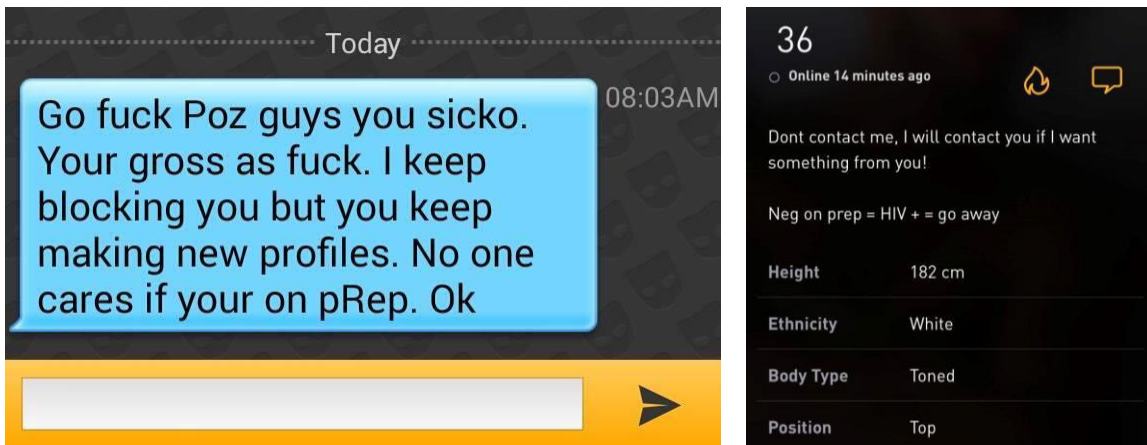 Today
08:03AM
Go fuck Poz guys you sicko.
Your gross as fuck. I keep
blocking you but you keep
making new profiles. No one
cares if your on pRep. Ok
36
Online 14 minutes ago
Dont contact me, I will contact you if I want
something from you!
Neg on prep = HIV + = go away
Height 182 cm
Ethnicity White
Body Type Toned
Position Top